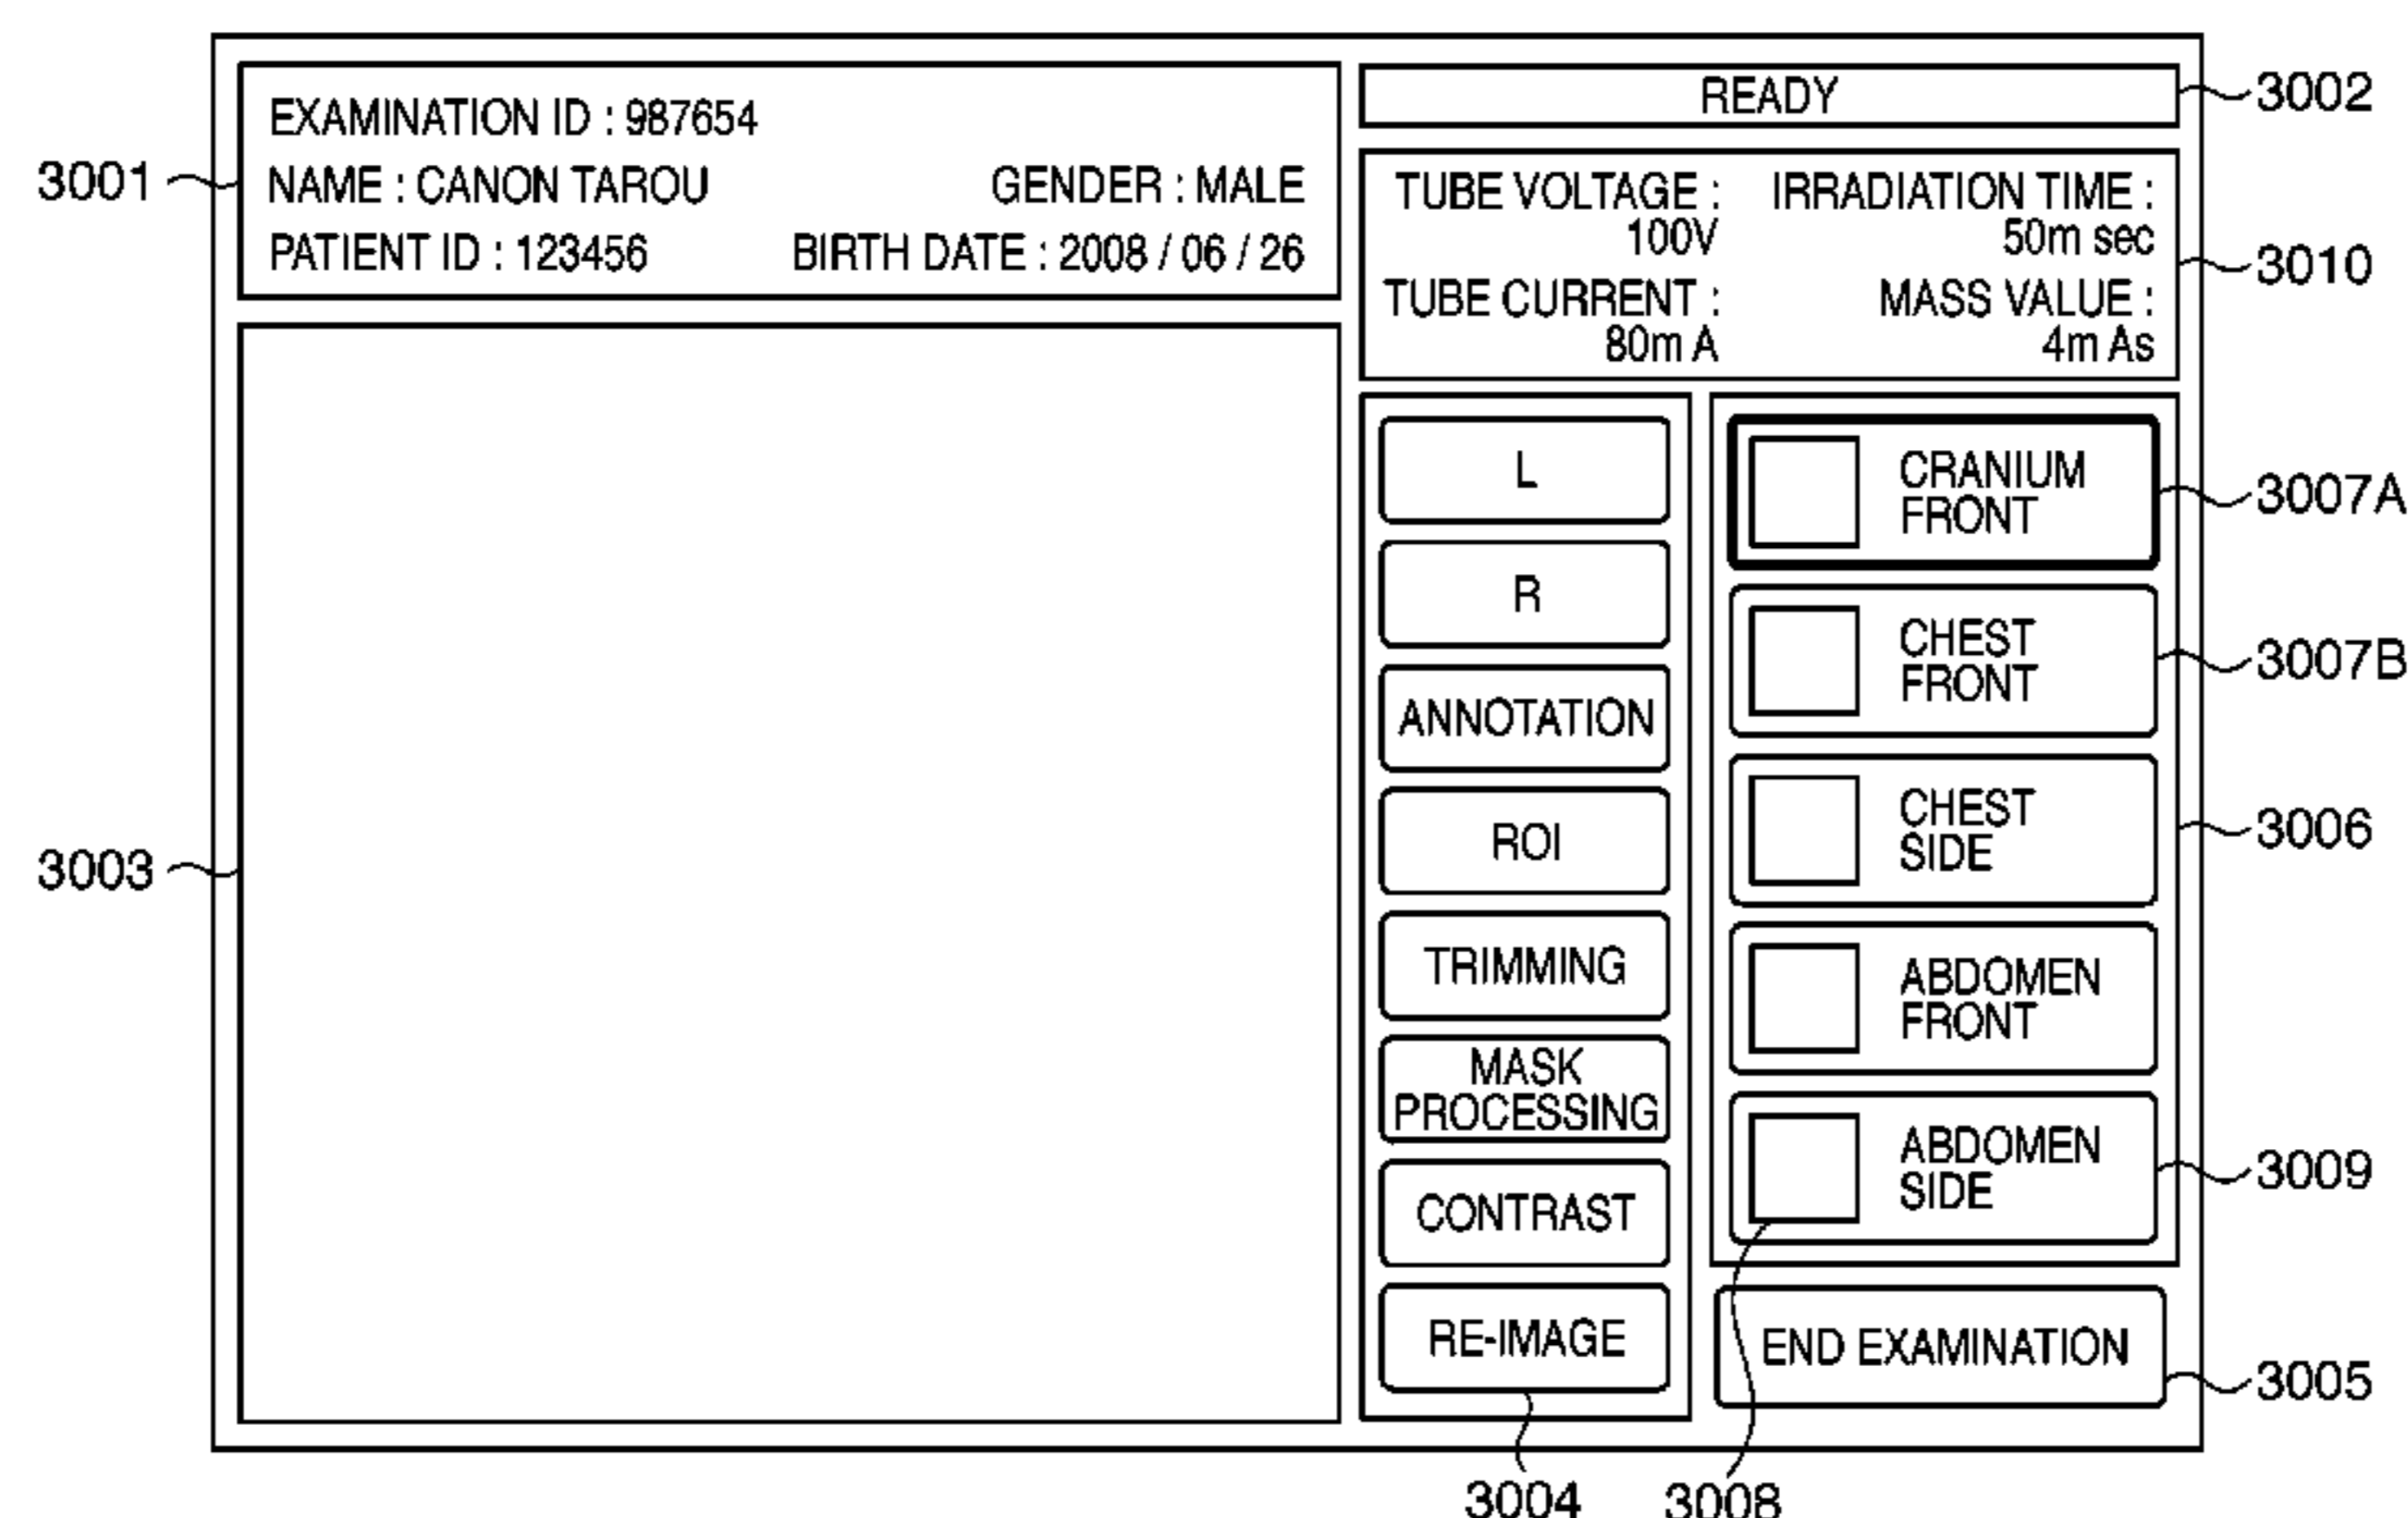 EXAMINATION ID : 987654
NAME : CANON TAROU GENDER : MALE
PATIENT ID : 123456 BIRTH DATE : 2008 / 06 / 26
3001
READY
3002
TUBE VOLTAGE : IRRADIATION TIME :
100V 50m sec
TUBE CURRENT : MASS VALUE :
80m A 4m As
3010
3003
L
R
ANNOTATION
ROI
TRIMMING
MASK
PROCESSING
CONTRAST
RE-IMAGE
3004
CRANIUM
FRONT
3007A
CHEST
FRONT
3007B
CHEST
SIDE
3006
ABDOMEN
FRONT
ABDOMEN
SIDE
3009
3008
END EXAMINATION
3005